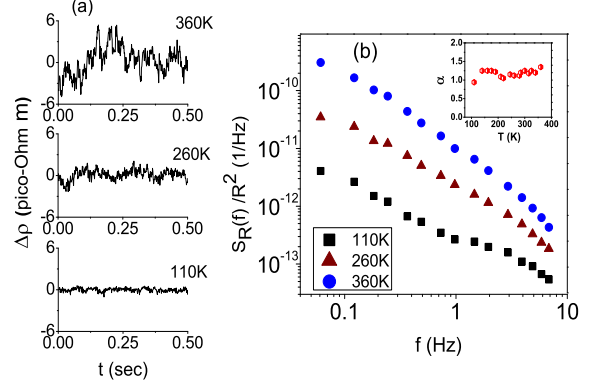 (a)
360K
6
0
-6
0.00
0.25
0.50
260K
6
0
-6
0.00
0.25
0.50
110K
6
0
-6
0.00
0.25
0.50
Δρ (pico-Ohm m)
t (sec)
(b)
S_R(f) /R² (1/Hz)
10⁻¹⁰
10⁻¹¹
10⁻¹²
10⁻¹³
0.1
1
10
f (Hz)
110K
260K
360K
α
2.0
1.5
1.0
0.5
0.0
100
200
300
400
T (K)